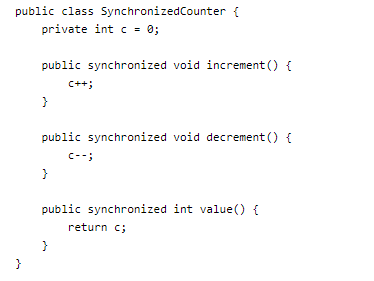 public class SynchronizedCounter {
    private int c = 0;

    public synchronized void increment() {
        c++;
    }

    public synchronized void decrement() {
        c--;
    }

    public synchronized int value() {
        return c;
    }
}